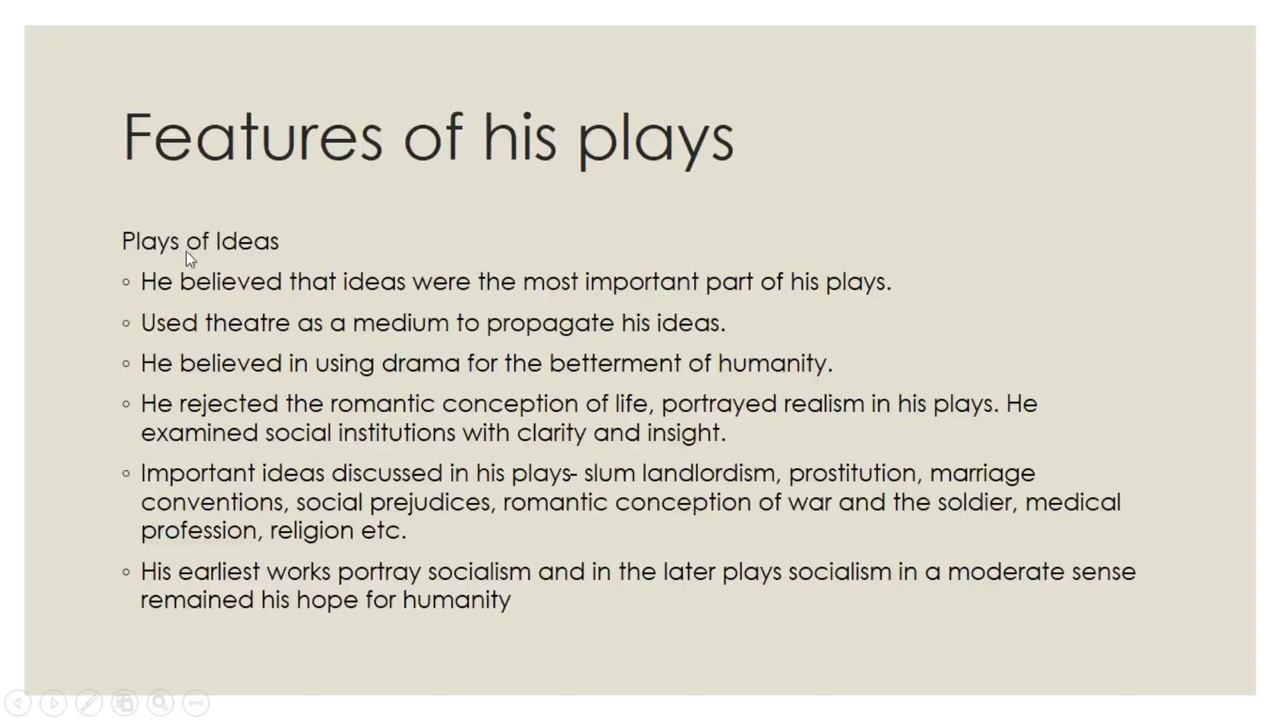 Features of his plays
Plays of Ideas
◦ He believed that ideas were the most important part of his plays.
◦ Used theatre as a medium to propagate his ideas.
◦ He believed in using drama for the betterment of humanity.
◦ He rejected the romantic conception of life, portrayed realism in his plays. He
examined social institutions with clarity and insight.
◦ Important ideas discussed in his plays- slum landlordism, prostitution, marriage
conventions, social prejudices, romantic conception of war and the soldier, medical
profession, religion etc.
◦ His earliest works portray socialism and in the later plays socialism in a moderate sense
remained his hope for humanity